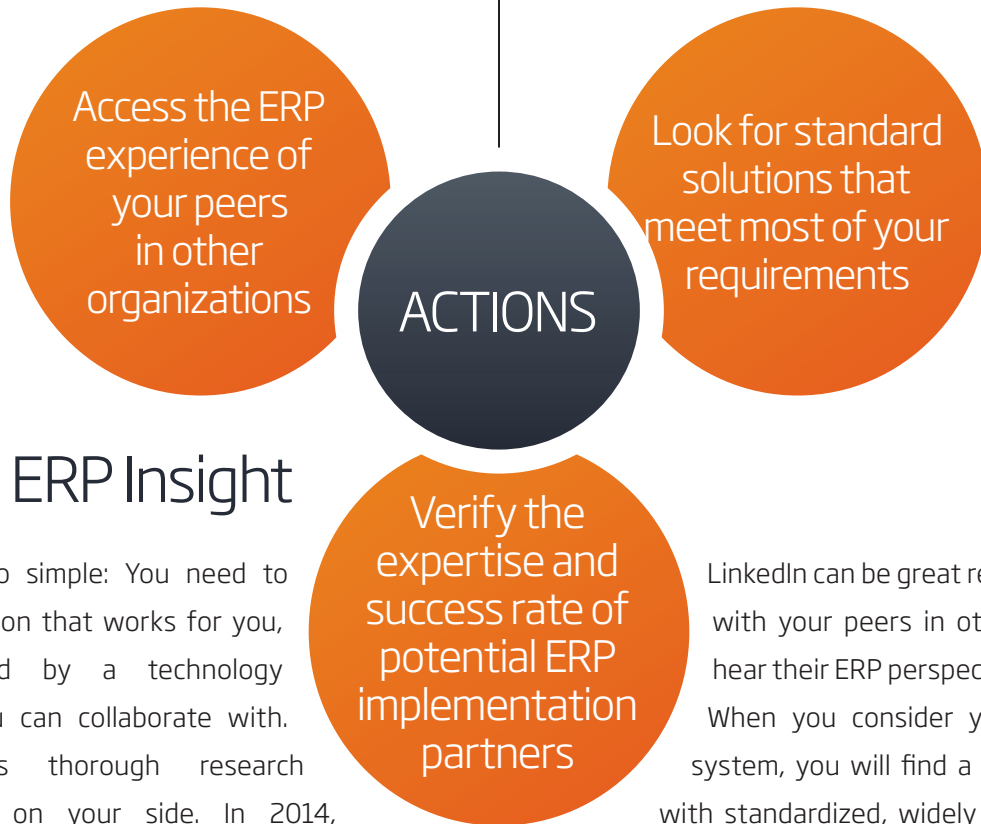 Access the ERP
experience of
your peers
in other
organizations
Look for standard
solutions that
meet most of your
requirements
ACTIONS
ERP Insight
Verify the
expertise and
success rate of
potential ERP
implementation
partners
simple: You need to
that works for you,
by a technology
can collaborate with.
thorough research
on your side. In 2014,
LinkedIn can be great
with your peers in
hear their ERP
When you consider
system, you will find a
with standardized, widely